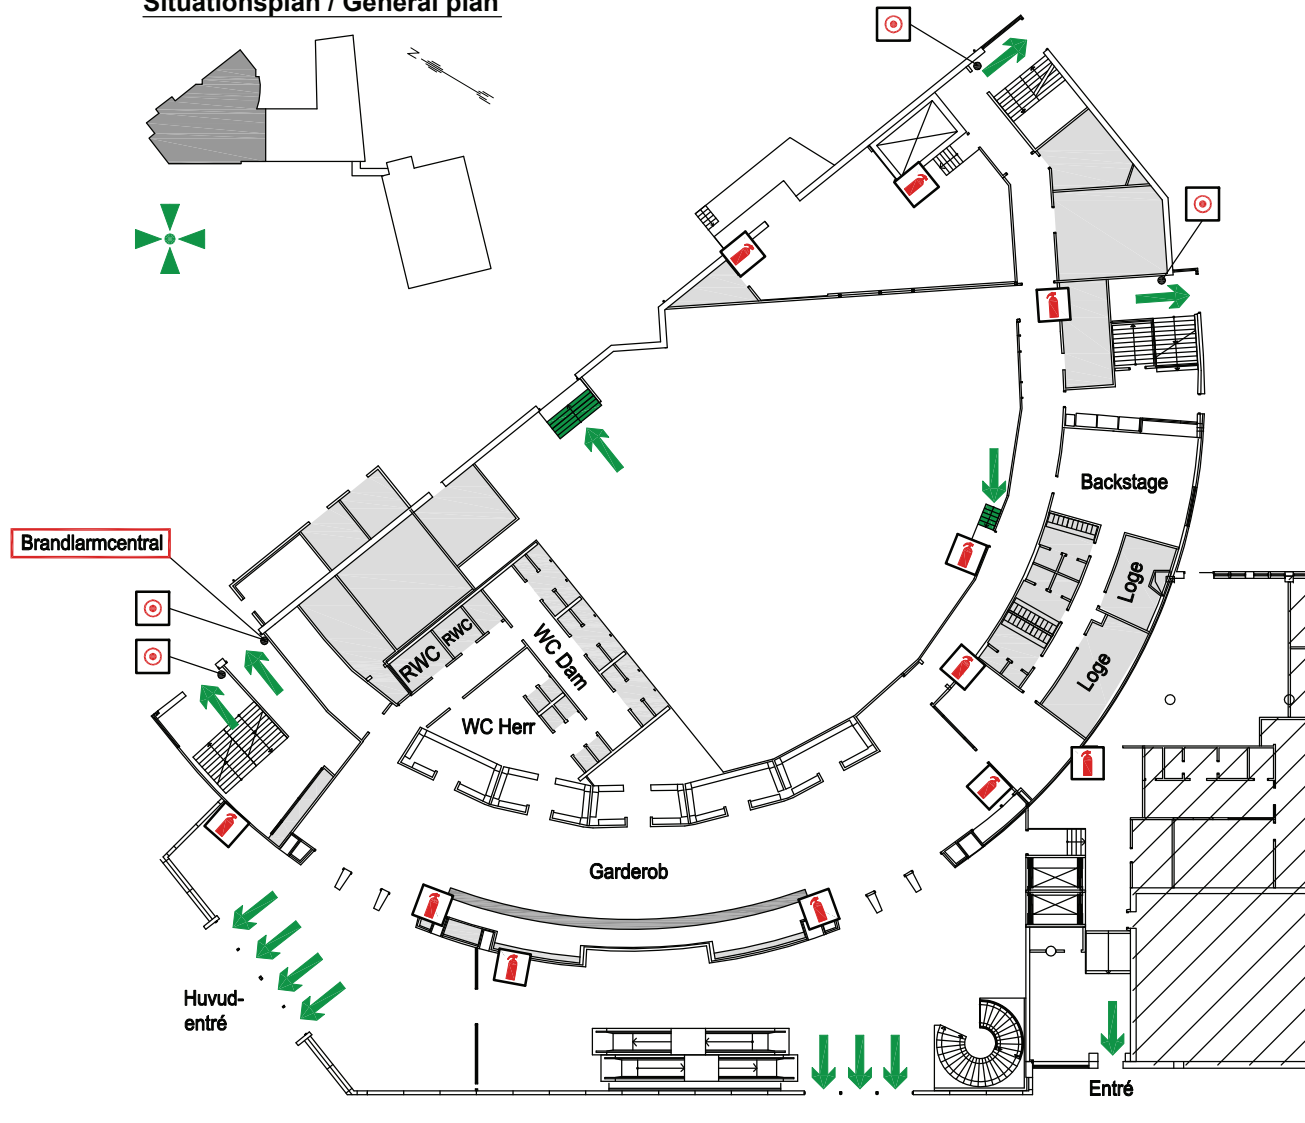 Situationsplan / General plan
N
Backstage
Brandlarmcentral
Loge
RWC
RWC
WC Dam
Loge
WC Herr
Garderob
Huvud-
entré
Entré